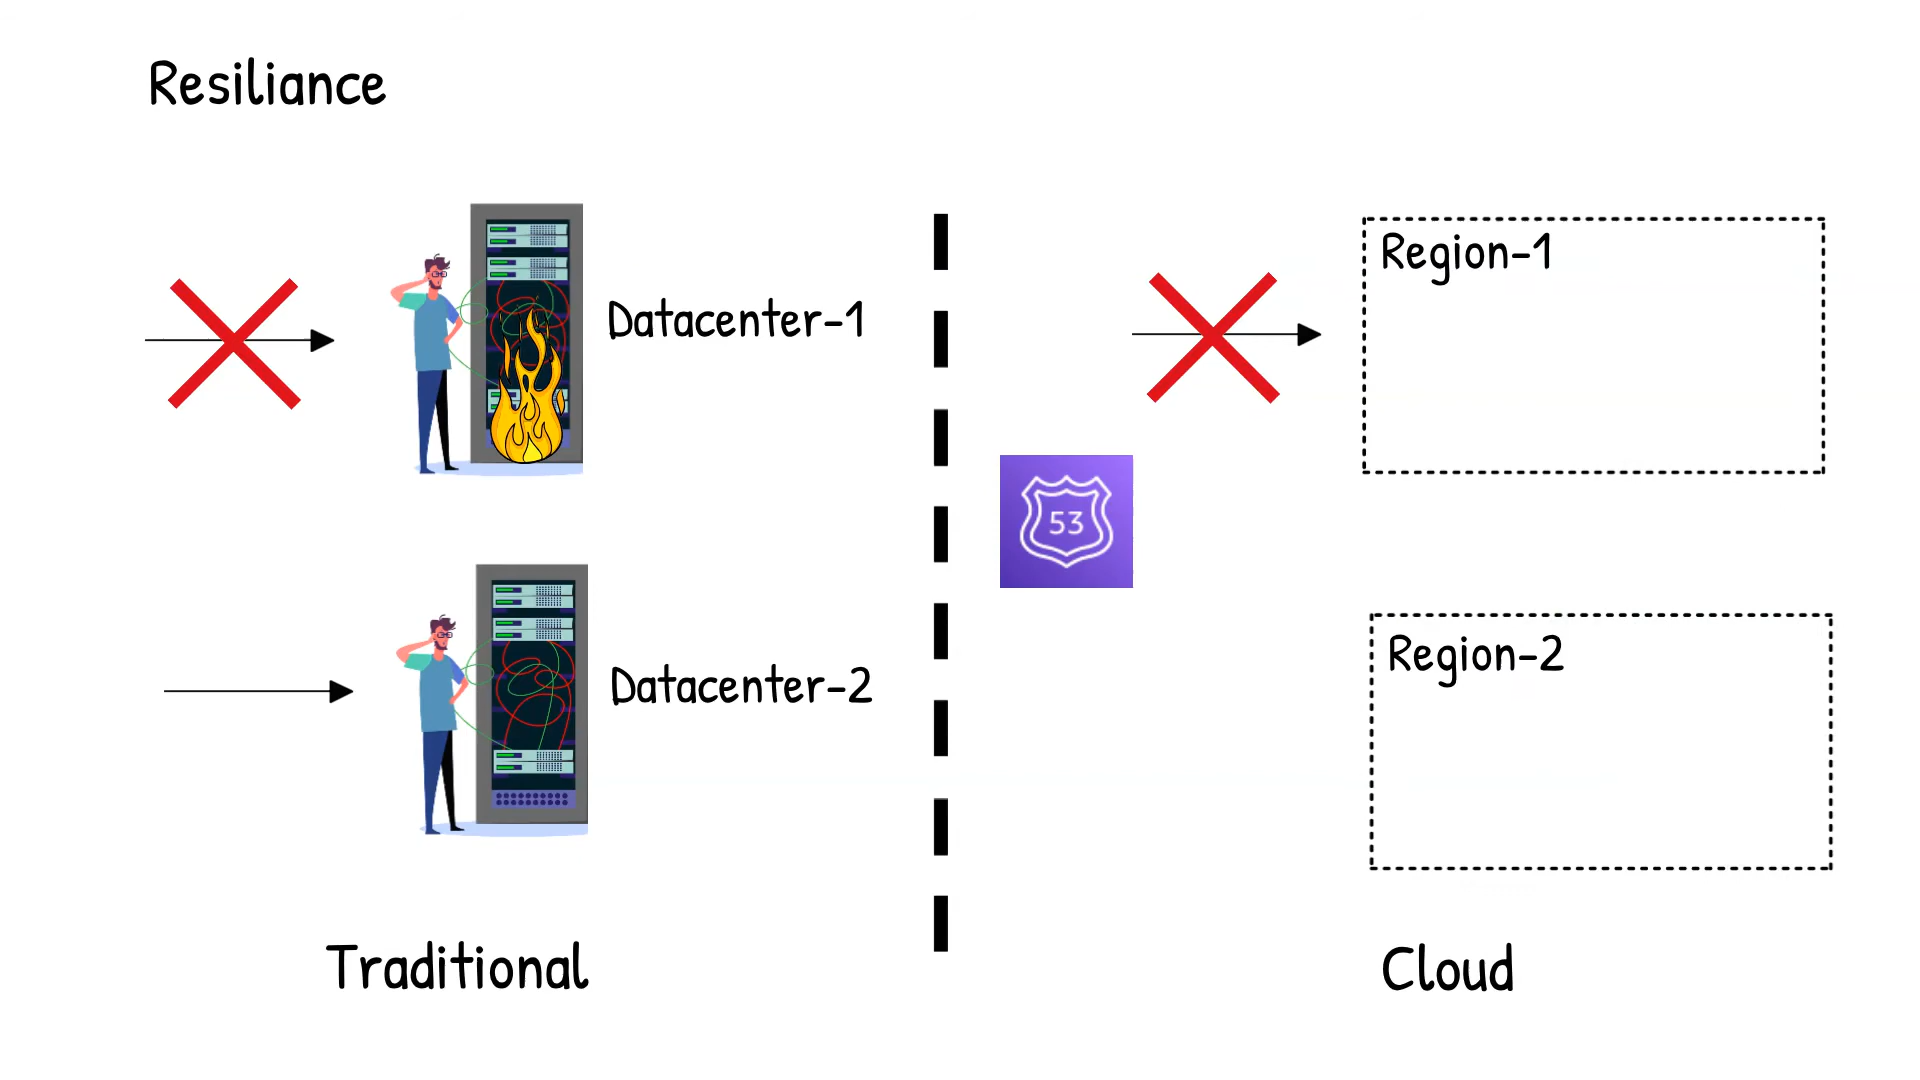 Resiliance
Datacenter-1
Region-1
53
Datacenter-2
Region-2
Traditional
Cloud